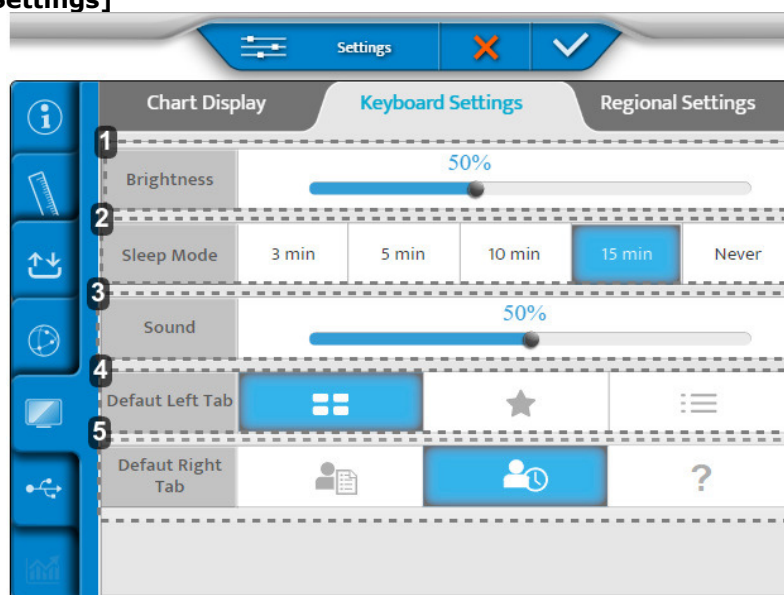 Settings]
Settings
Chart Display Keyboard Settings Regional Settings
1
50%
Brightness
2
Sleep Mode 3 min 5 min 10 min 15 min Never
3
50%
Sound
4
Defaut Left Tab
5
Defaut Right
Tab
?